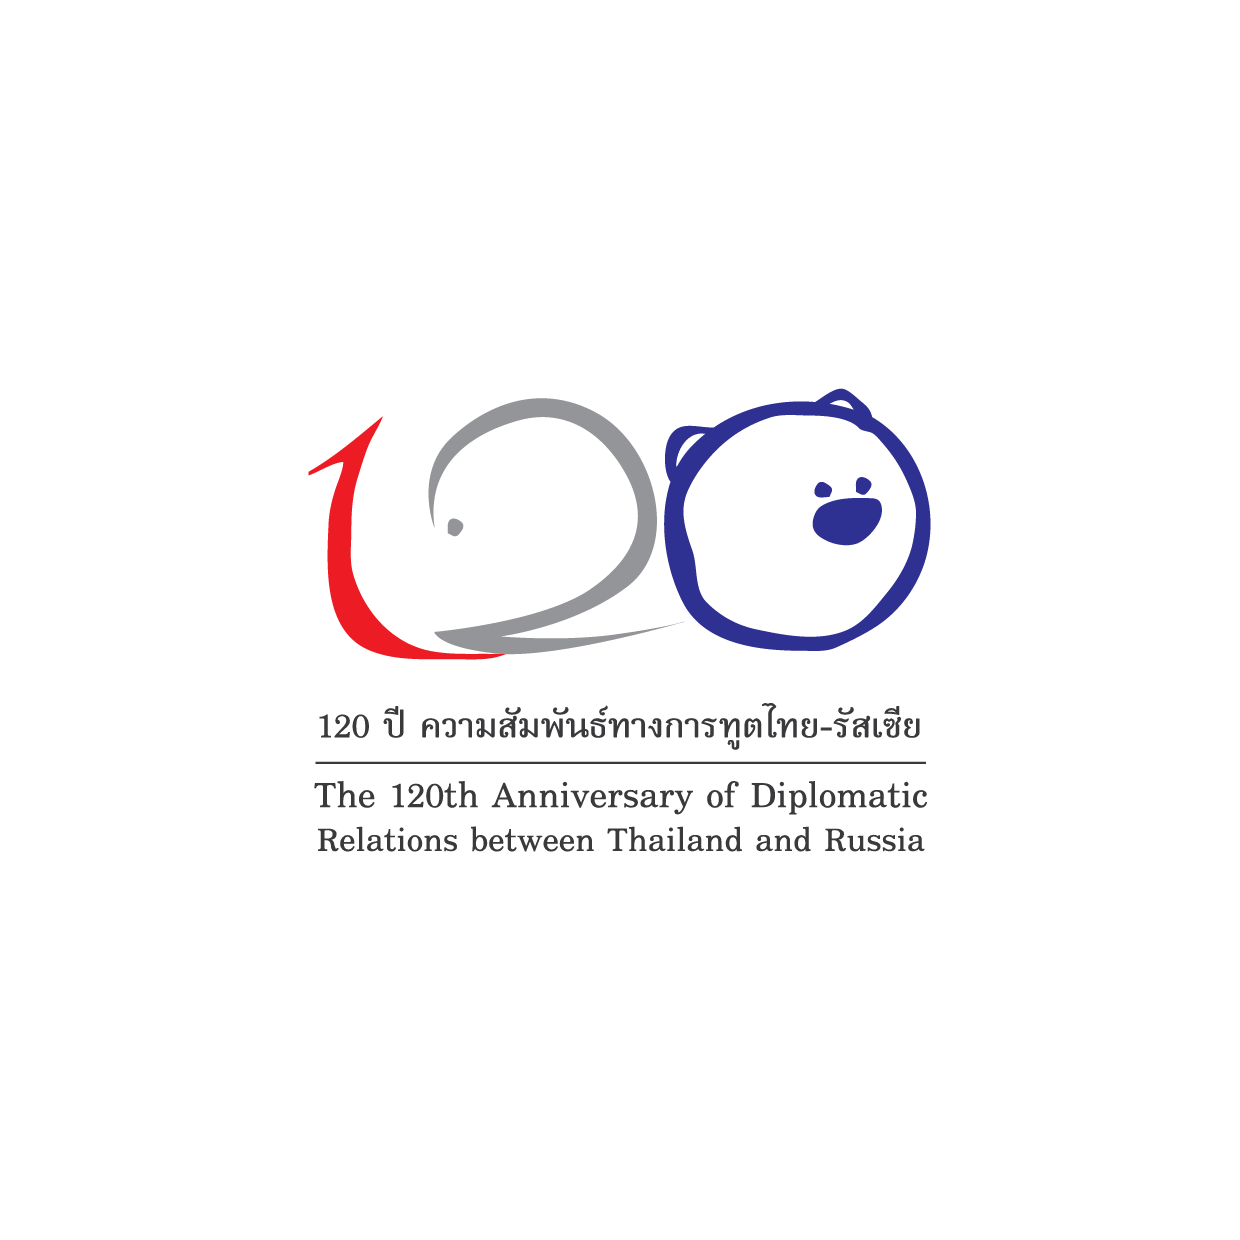 120
120 ปี ความสัมพันธ์ทางการทูตไทย-รัสเซีย
The 120th Anniversary of Diplomatic
Relations between Thailand and Russia